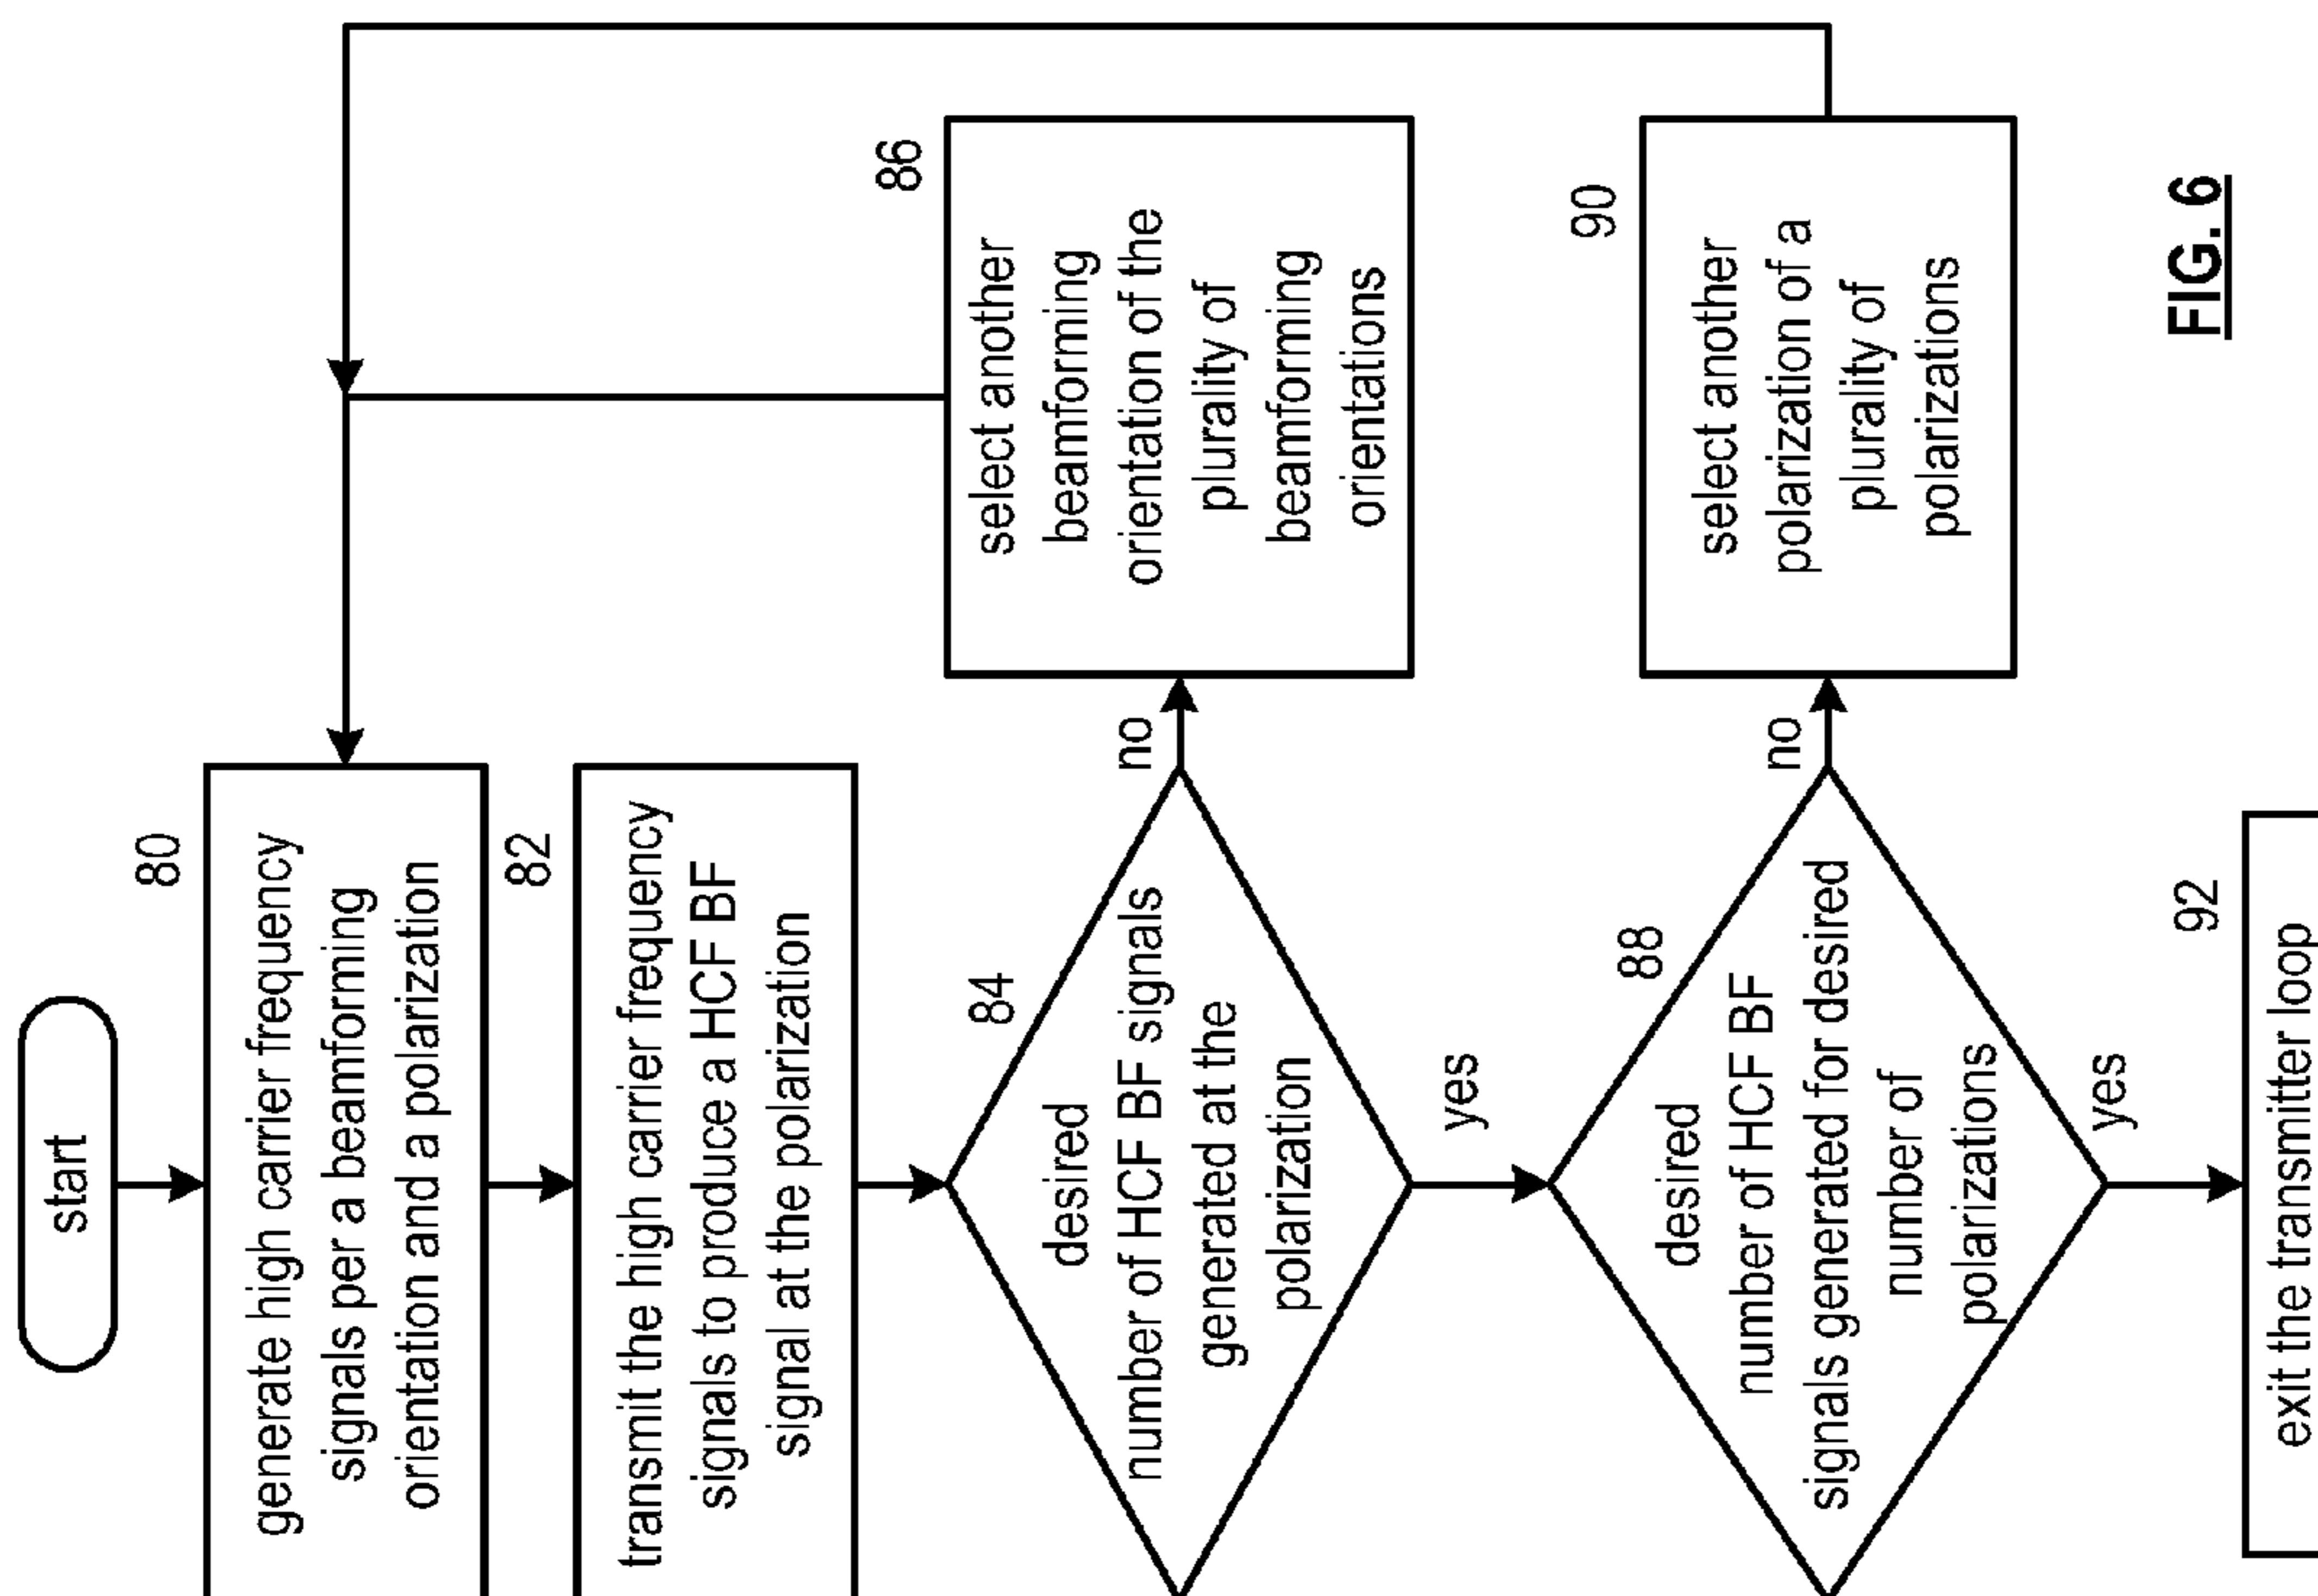 start
80
generate high carrier frequency
signals per a beamforming
orientation and a polarization
82
transmit the high carrier frequency
signals to produce a HCF BF
signal at the polarization
84
desired
number of HCF BF signals
generated at the
polarization
no
86
select another
beamforming
orientation of the
plurality of
beamforming
orientations
yes
88
desired
number of HCF BF
signals generated for desired
number of
polarizations
no
90
select another
polarization of a
plurality of
polarizations
yes
92
exit the transmitter loop
FIG. 6